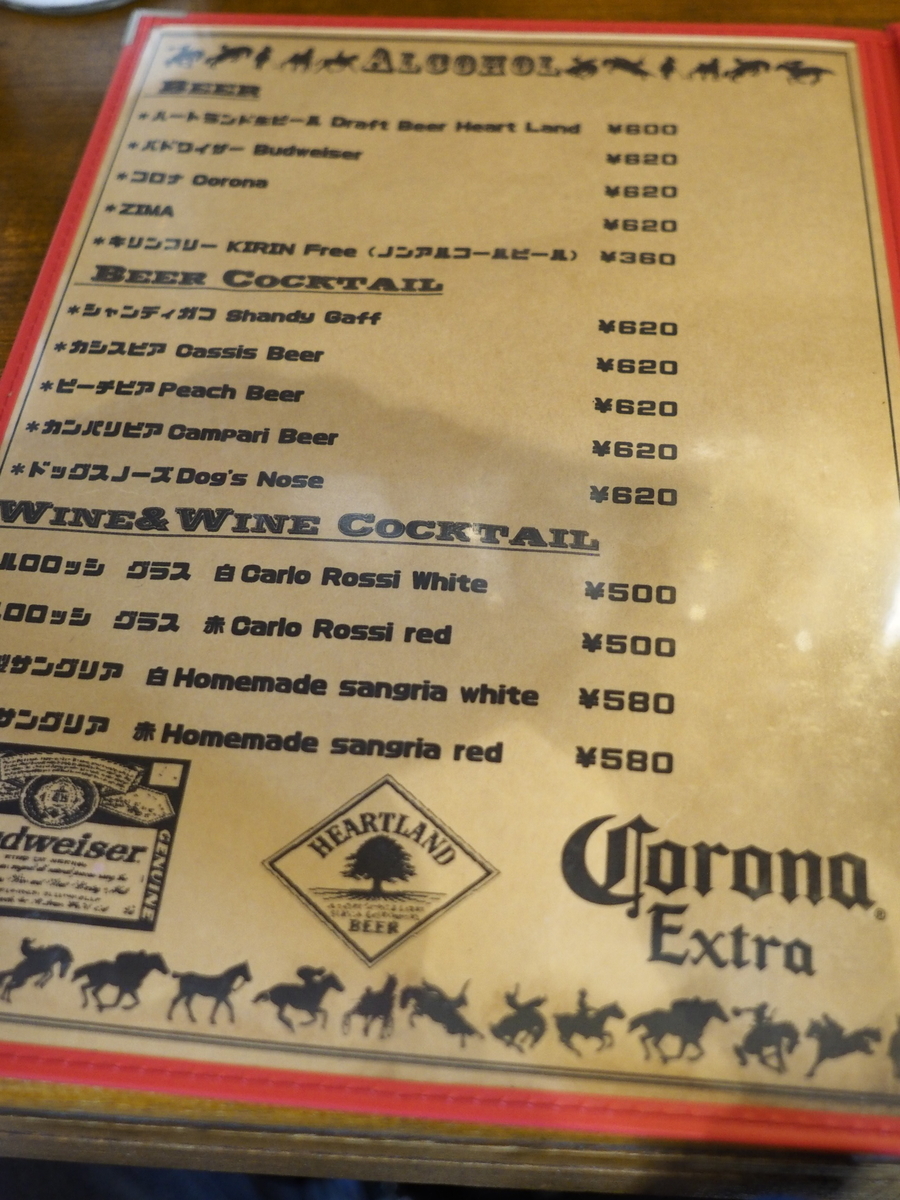 ALCOHOL
BEER
*ハートランド生ビール Draft Beer Heart Land ¥600
*バドワイザー Budweiser ¥620
*コロナ Corona ¥620
*ZIMA ¥620
*キリンフリー KIRIN Free (ノンアルコールビール) ¥360
BEER COCKTAIL
*シャンディガフ Shandy Gaff ¥620
*カシスビア Cassis Beer ¥620
*ピーチビア Peach Beer ¥620
*カンパリビア Campari Beer ¥620
*ドッグスノーズ Dog's Nose ¥620
WINE&WINE COCKTAIL
ルロロッシ グラス 白 Carlo Rossi White ¥500
ロロッシ グラス 赤 Carlo Rossi red ¥500
製サングリア 白 Homemade sangria white ¥580
サングリア 赤 Homemade sangria red ¥580
dweiser
GENUINE
HEARTLAND
BEER
Corona
Extra